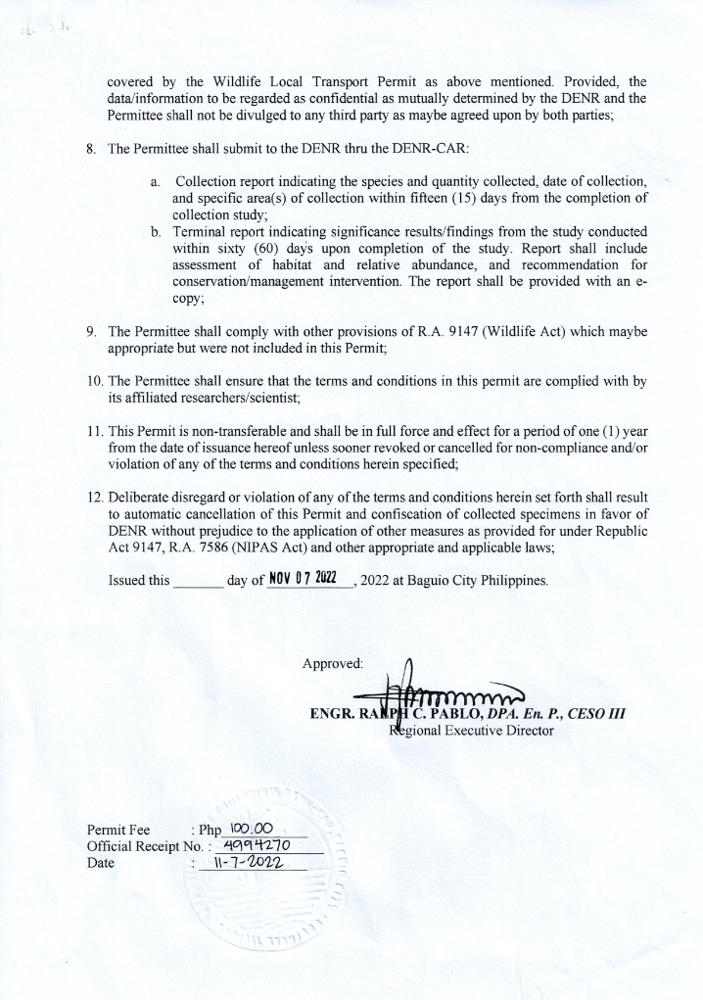 covered by the Wildlife Local Transport Permit as above mentioned. Provided, the
data/information to be regarded as confidential as mutually determined by the DENR and the
Permittee shall not be divulged to any third party as maybe agreed upon by both parties;
8. The Permittee shall submit to the DENR thru the DENR-CAR:
a. Collection report indicating the species and quantity collected, date of collection,
and specific area(s) of collection within fifteen (15) days from the completion of
collection study;
b. Terminal report indicating significance results/findings from the study conducted
within sixty (60) days upon completion of the study. Report shall include
assessment of habitat and relative abundance, and recommendation for
conservation/management intervention. The report shall be provided with an e-
copy;
9. The Permittee shall comply with other provisions of R.A. 9147 (Wildlife Act) which maybe
appropriate but were not included in this Permit;
10. The Permittee shall ensure that the terms and conditions in this permit are complied with by
its affiliated researchers/scientist;
11. This Permit is non-transferable and shall be in full force and effect for a period of one (1) year
from the date of issuance hereof unless sooner revoked or cancelled for non-compliance and/or
violation of any of the terms and conditions herein specified;
12. Deliberate disregard or violation of any of the terms and conditions herein set forth shall result
to automatic cancellation of this Permit and confiscation of collected specimens in favor of
DENR without prejudice to the application of other measures as provided for under Republic
Act 9147, R.A. 7586 (NIPAS Act) and other appropriate and applicable laws;
Issued this _______ day of NOV 07 2022, 2022 at Baguio City Philippines.
Approved:
ENGR. RALPH C. PABLO, DPA. En. P., CESO III
Regional Executive Director
Permit Fee : Php 100.00
Official Receipt No. : 4994270
Date : 11-7-2022